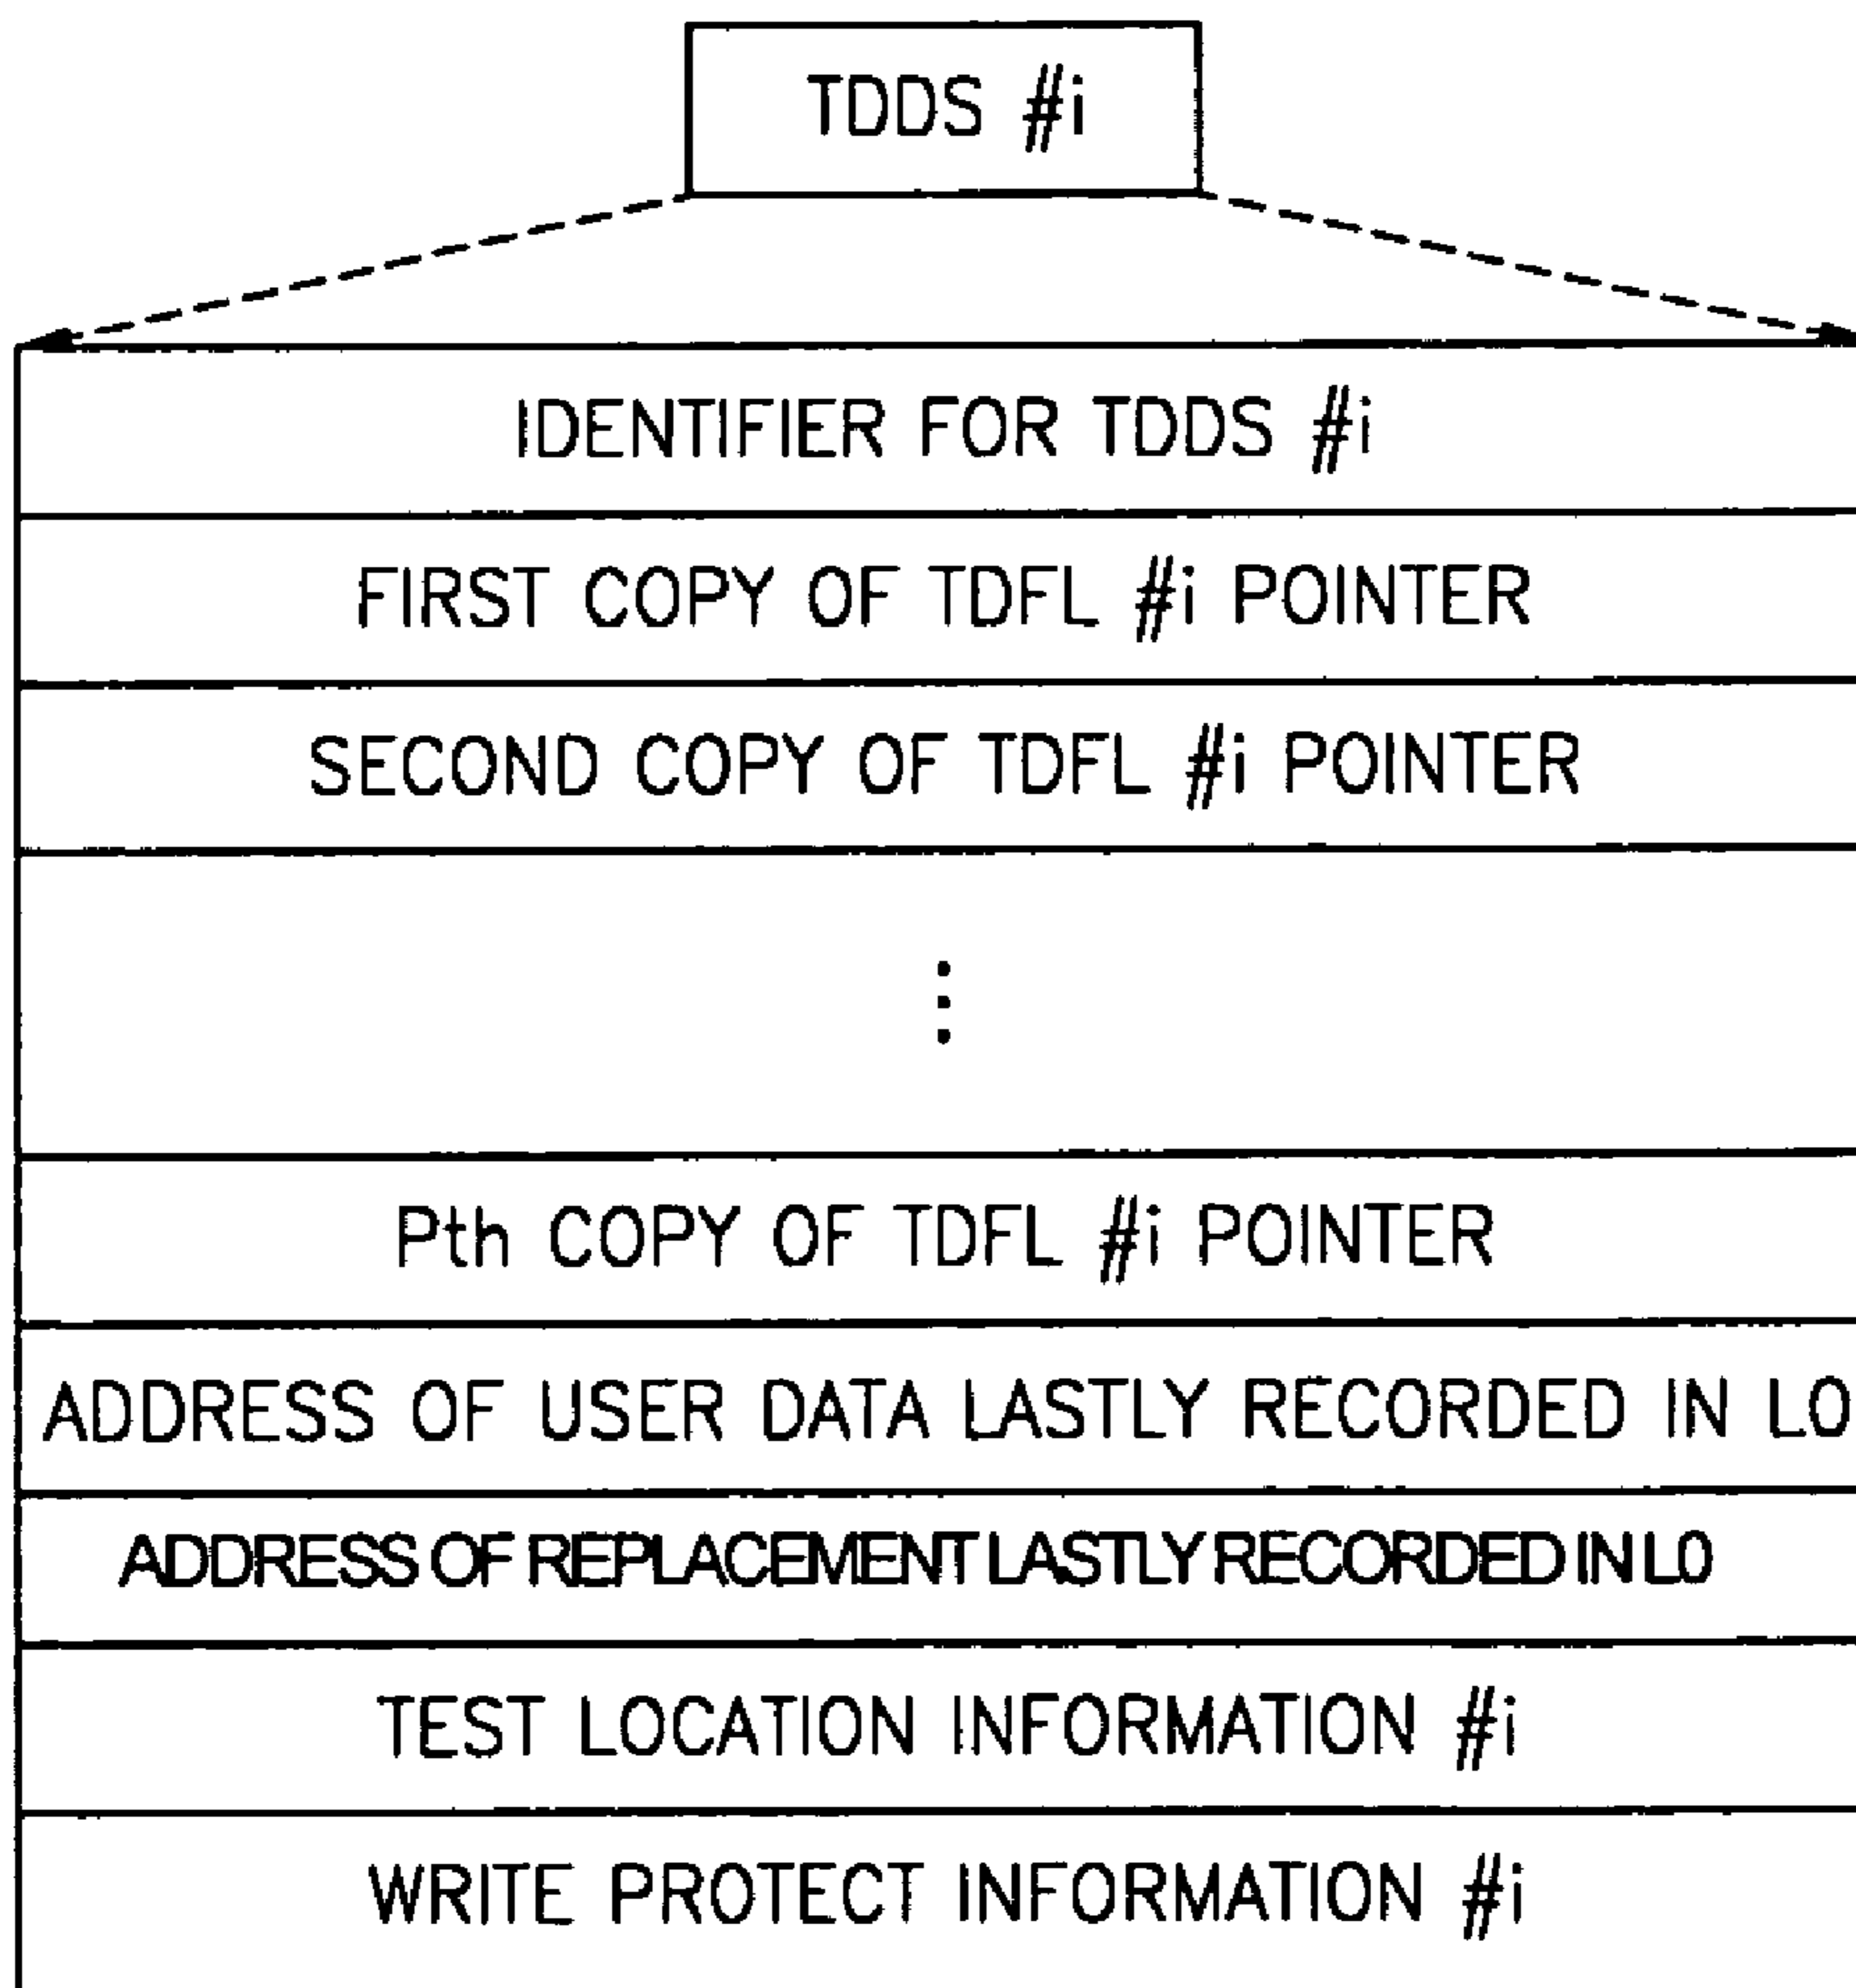 TDDS #i
IDENTIFIER FOR TDDS #i
FIRST COPY OF TDFL #i POINTER
SECOND COPY OF TDFL #i POINTER
⋮
Pth COPY OF TDFL #i POINTER
ADDRESS OF USER DATA LASTLY RECORDED IN L0
ADDRESS OF REPLACEMENT LASTLY RECORDED IN L0
TEST LOCATION INFORMATION #i
WRITE PROTECT INFORMATION #i